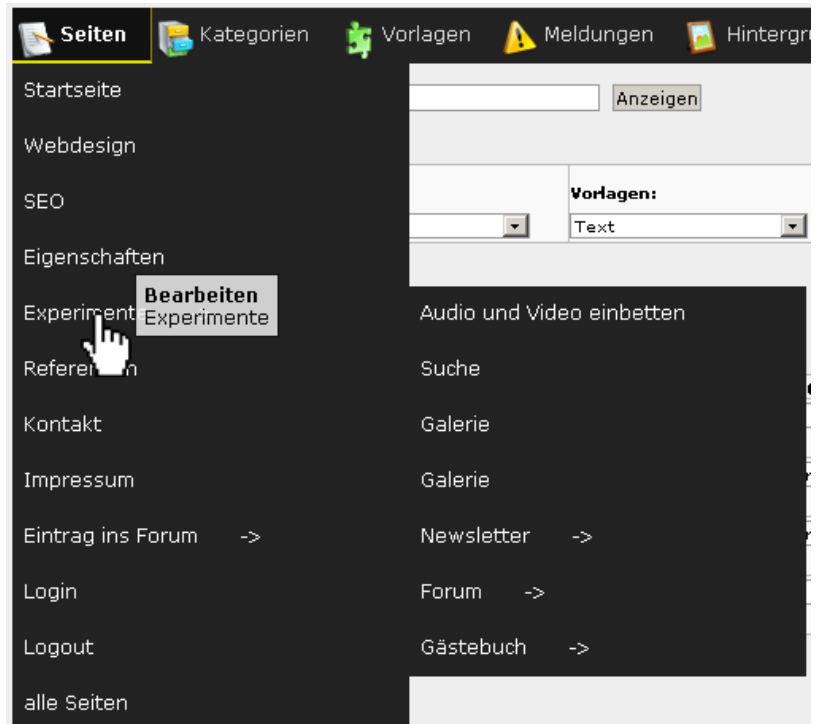 Seiten Kategorien Vorlagen Meldungen
Startseite
Anzeigen
Webdesign
SEO
Vorlagen:
Text
Eigenschaften
Bearbeiten
Experimente
Experimente
Audio und Video einbetten
Suche
Kontakt
Galerie
Impressum
Galerie
Eintrag ins Forum ->
Newsletter ->
Login
Forum ->
Logout
Gästebuch ->
alle Seiten